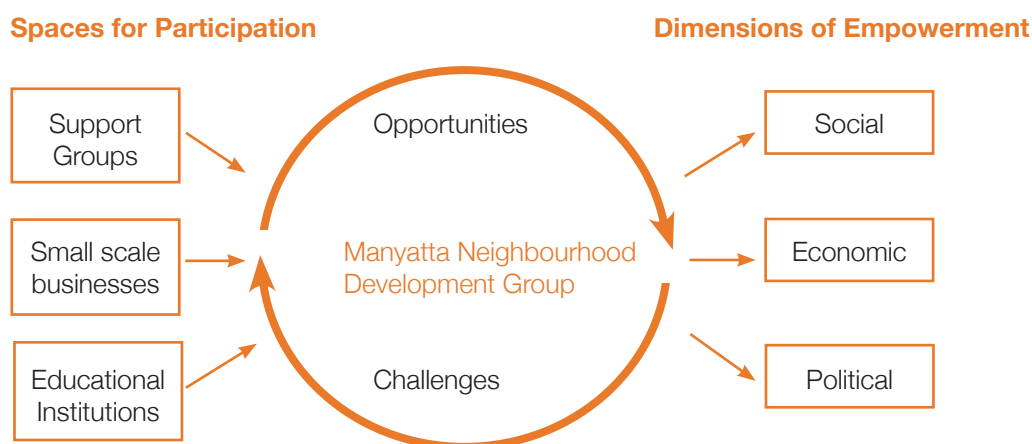 Spaces for Participation
Dimensions of Empowerment
Support
Groups
Small scale
businesses
Educational
Institutions
Opportunities
Manyatta Neighbourhood
Development Group
Challenges
Social
Economic
Political